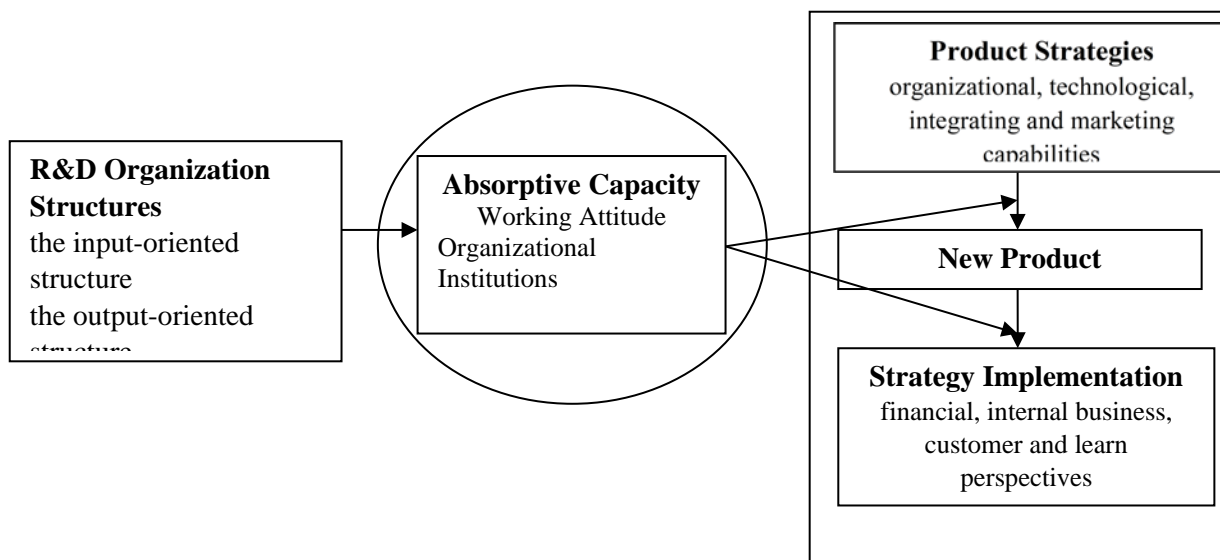 R&D Organization
Structures
the input-oriented
structure
the output-oriented
structure
Absorptive Capacity
Working Attitude
Organizational
Institutions
Product Strategies
organizational, technological,
integrating and marketing
capabilities
New Product
Strategy Implementation
financial, internal business,
customer and learn
perspectives